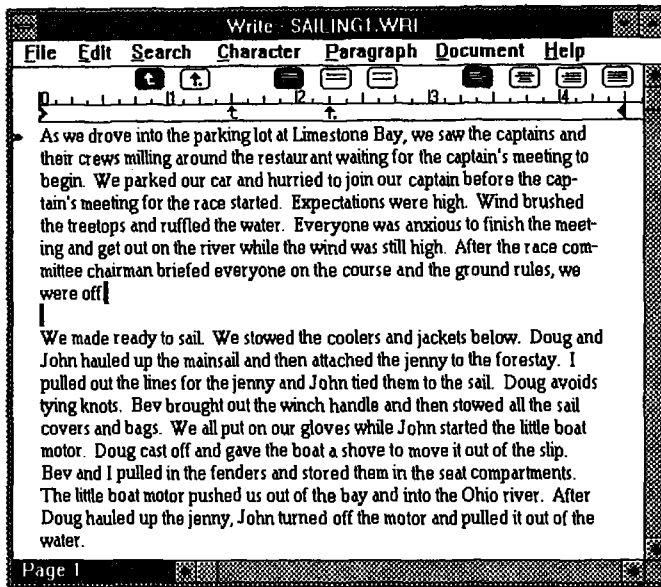 Write - SAILING1.WRI
File Edit Search Character Paragraph Document Help
0 1 2 3 4
As we drove into the parking lot at Limestone Bay, we saw the captains and
their crews milling around the restaurant waiting for the captain's meeting to
begin. We parked our car and hurried to join our captain before the cap-
tain's meeting for the race started. Expectations were high. Wind brushed
the treetops and ruffled the water. Everyone was anxious to finish the meet-
ing and get out on the river while the wind was still high. After the race com-
mittee chairman briefed everyone on the course and the ground rules, we
were off.
We made ready to sail. We stowed the coolers and jackets below. Doug and
John hauled up the mainsail and then attached the jenny to the forestay. I
pulled out the lines for the jenny and John tied them to the sail. Doug avoids
tying knots. Bev brought out the winch handle and then stowed all the sail
covers and bags. We all put on our gloves while John started the little boat
motor. Doug cast off and gave the boat a shove to move it out of the slip.
Bev and I pulled in the fenders and stored them in the seat compartments.
The little boat motor pushed us out of the bay and into the Ohio river. After
Doug hauled up the jenny, John turned off the motor and pulled it out of the
water.
Page 1